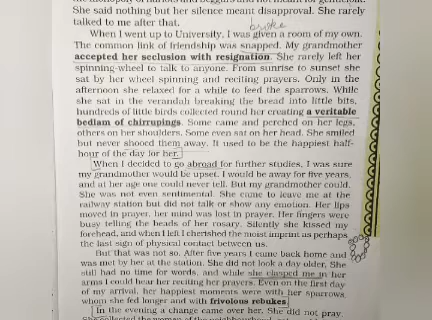 She said nothing but her silence meant disapproval. She rarely
talked to me after that.
broke
When I went up to University, I was given a room of my own.
The common link of friendship was snapped. My grandmother
accepted her seclusion with resignation. She rarely left her
spinning-wheel to talk to anyone. From sunrise to sunset she
sat by her wheel spinning and reciting prayers. Only in the
afternoon she relaxed for a while to feed the sparrows. While
she sat in the verandah breaking the bread into little bits,
hundreds of little birds collected round her creating a veritable
bedlam of chirrupings. Some came and perched on her legs,
others on her shoulders. Some even sat on her head. She smiled
but never shooed them away. It used to be the happiest half-
hour of the day for her.
When I decided to go abroad for further studies, I was sure
my grandmother would be upset. I would be away for five years,
and at her age one could never tell. But my grandmother could.
She was not even sentimental. She came to leave me at the
railway station but did not talk or show any emotion. Her lips
moved in prayer, her mind was lost in prayer. Her fingers were
busy telling the beads of her rosary. Silently she kissed my
forehead, and when I left I cherished the moist imprint as perhaps
the last sign of physical contact between us.
But that was not so. After five years I came back home and
was met by her at the station. She did not look a day older. She
still had no time for words, and while she clasped me in her
arms I could hear her reciting her prayers. Even on the first day
of my arrival, her happiest moments were with her sparrows
whom she fed longer and with frivolous rebukes.
In the evening a change came over her. She did not pray.